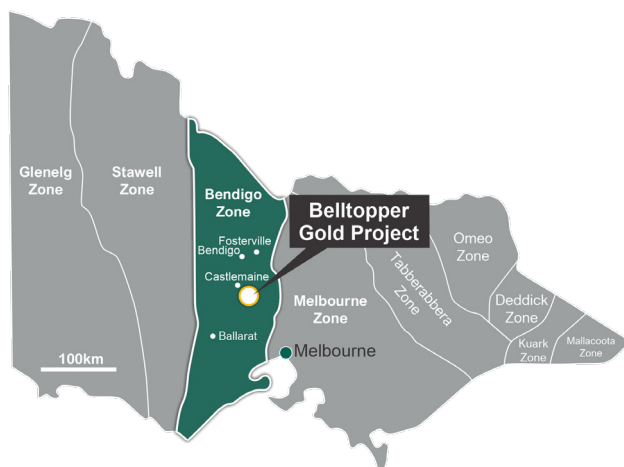 Glenelg
Zone
Stawell
Zone
Bendigo
Zone
Fosterville
Bendigo
Castlemaine
Ballarat
100km
Belltopper
Gold Project
Melbourne
Zone
Melbourne
Tabberabbera
Zone
Omeo
Zone
Deddick
Zone
Kuark
Zone
Mallacoota
Zone